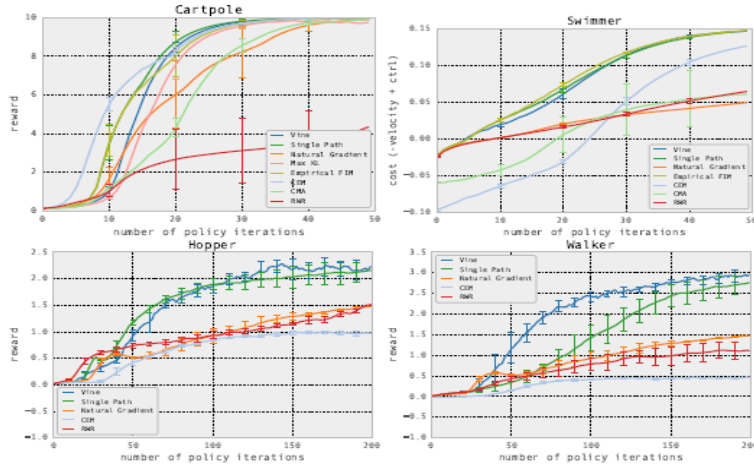 Cartpole
10
8
6
4
2
0
reward
0
10
20
30
40
50
number of policy iterations
Vine
Single Path
Natural Gradient
Max KL
Empirical FIM
CEM
CMA
RWR
Swimmer
0.15
0.10
0.05
0.00
−0.05
−0.10
cost (-velocity + ctrl)
0
10
20
30
40
50
number of policy iterations
Vine
Single Path
Natural Gradient
Empirical FIM
CEM
CMA
RWR
Hopper
2.5
2.0
1.5
1.0
0.5
0.0
−0.5
−1.0
reward
0
50
100
150
200
number of policy iterations
Vine
Single Path
Natural Gradient
CEM
RWR
Walker
3.5
3.0
2.5
2.0
1.5
1.0
0.5
0.0
−0.5
−1.0
reward
0
50
100
150
200
number of policy iterations
Vine
Single Path
Natural Gradient
CEM
RWR